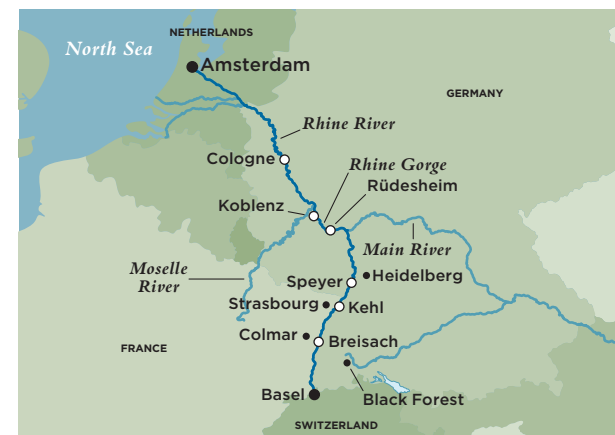 NETHERLANDS
North Sea
Amsterdam
GERMANY
Rhine River
Cologne
Rhine Gorge
Rüdesheim
Koblenz
Main River
Moselle
River
Speyer
Heidelberg
Strasbourg
Kehl
Colmar
Breisach
FRANCE
Basel
Black Forest
SWITZERLAND